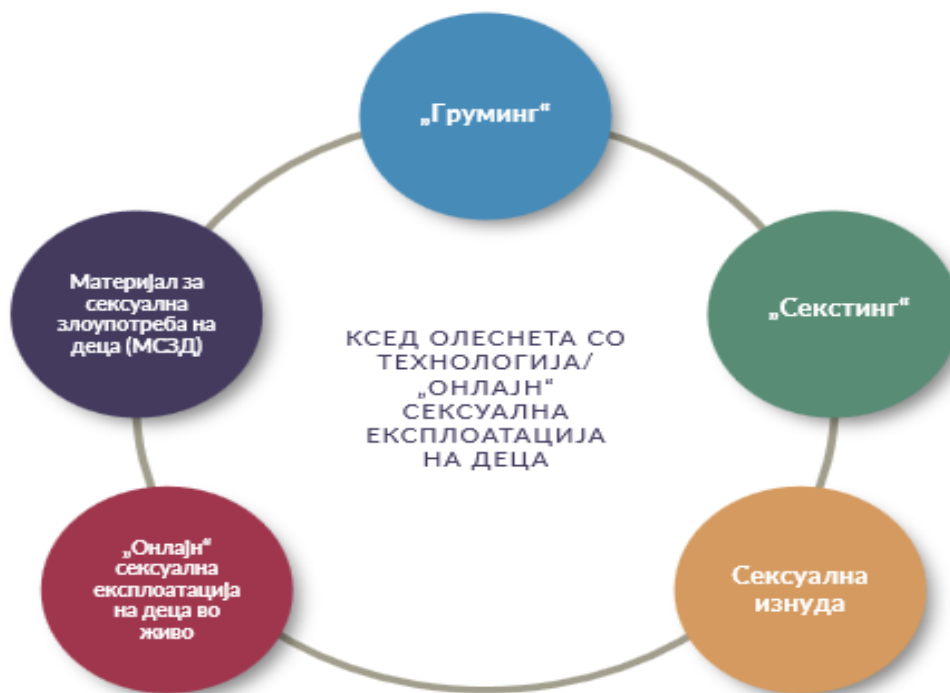 „Груминг“
„Секстинг“
Сексуална
изнуда
„Онлајн“
сексуална
експлоатација
на деца во
живо
Материјал за
сексуална
злоупотреба на
деца (МСЗД)
КСЕД ОЛЕСНЕТА СО
ТЕХНОЛОГИЈА/
„ОНЛАЈН“
СЕКСУАЛНА
ЕКСПЛОАТАЦИЈА
НА ДЕЦА